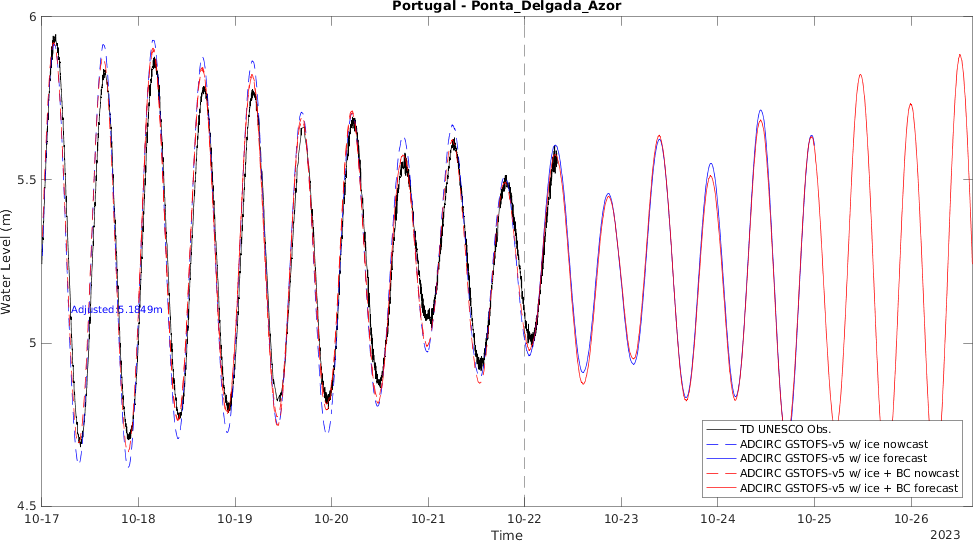 Portugal - Ponta_Delgada_Azor
6
5.5
5
4.5
Water Level (m)
Adjusted:5.1849m
TD UNESCO Obs.
ADCIRC GSTOFS-v5 w/ ice nowcast
ADCIRC GSTOFS-v5 w/ ice forecast
ADCIRC GSTOFS-v5 w/ ice + BC nowcast
ADCIRC GSTOFS-v5 w/ ice + BC forecast
10-17 10-18 10-19 10-20 10-21 10-22 10-23 10-24 10-25 10-26
Time
2023